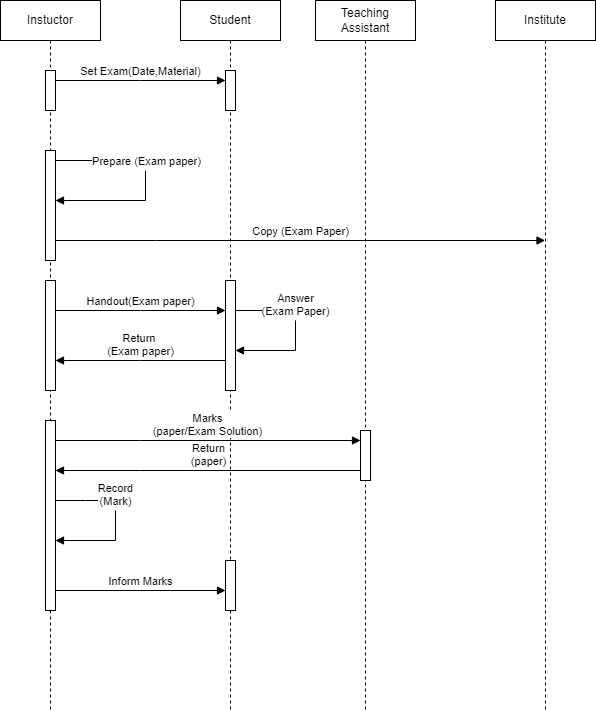 Instuctor
Student
Teaching
Assistant
Institute
Set Exam(Date,Material)
Prepare (Exam paper)
Copy (Exam Paper)
Handout(Exam paper)
Answer
(Exam Paper)
Return
(Exam paper)
Marks
(paper/Exam Solution)
Return
(paper)
Record
(Mark)
Inform Marks